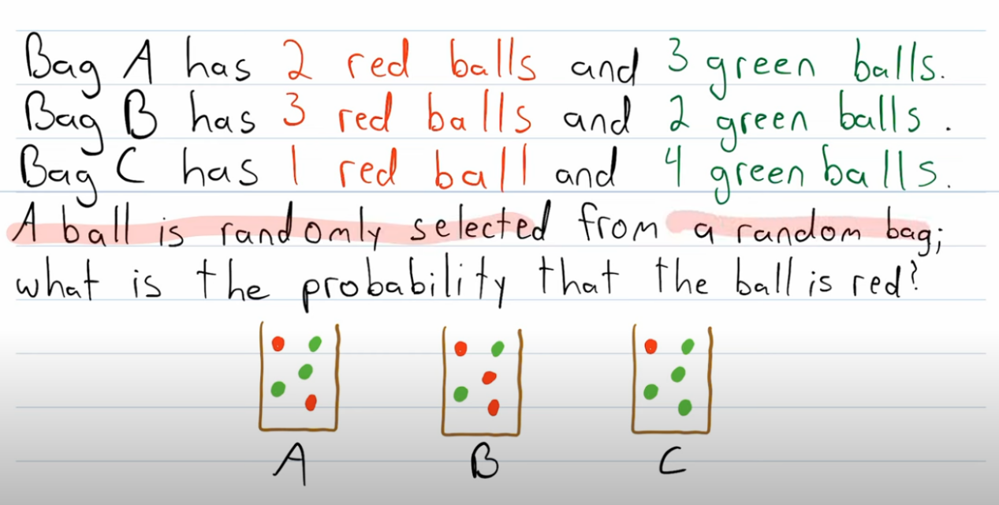 Bag A has 2 red balls and 3 green balls.
Bag B has 3 red balls and 2 green balls.
Bag C has 1 red ball and 4 green balls.
A ball is randomly selected from a random bag;
what is the probability that the ball is red?
A B C